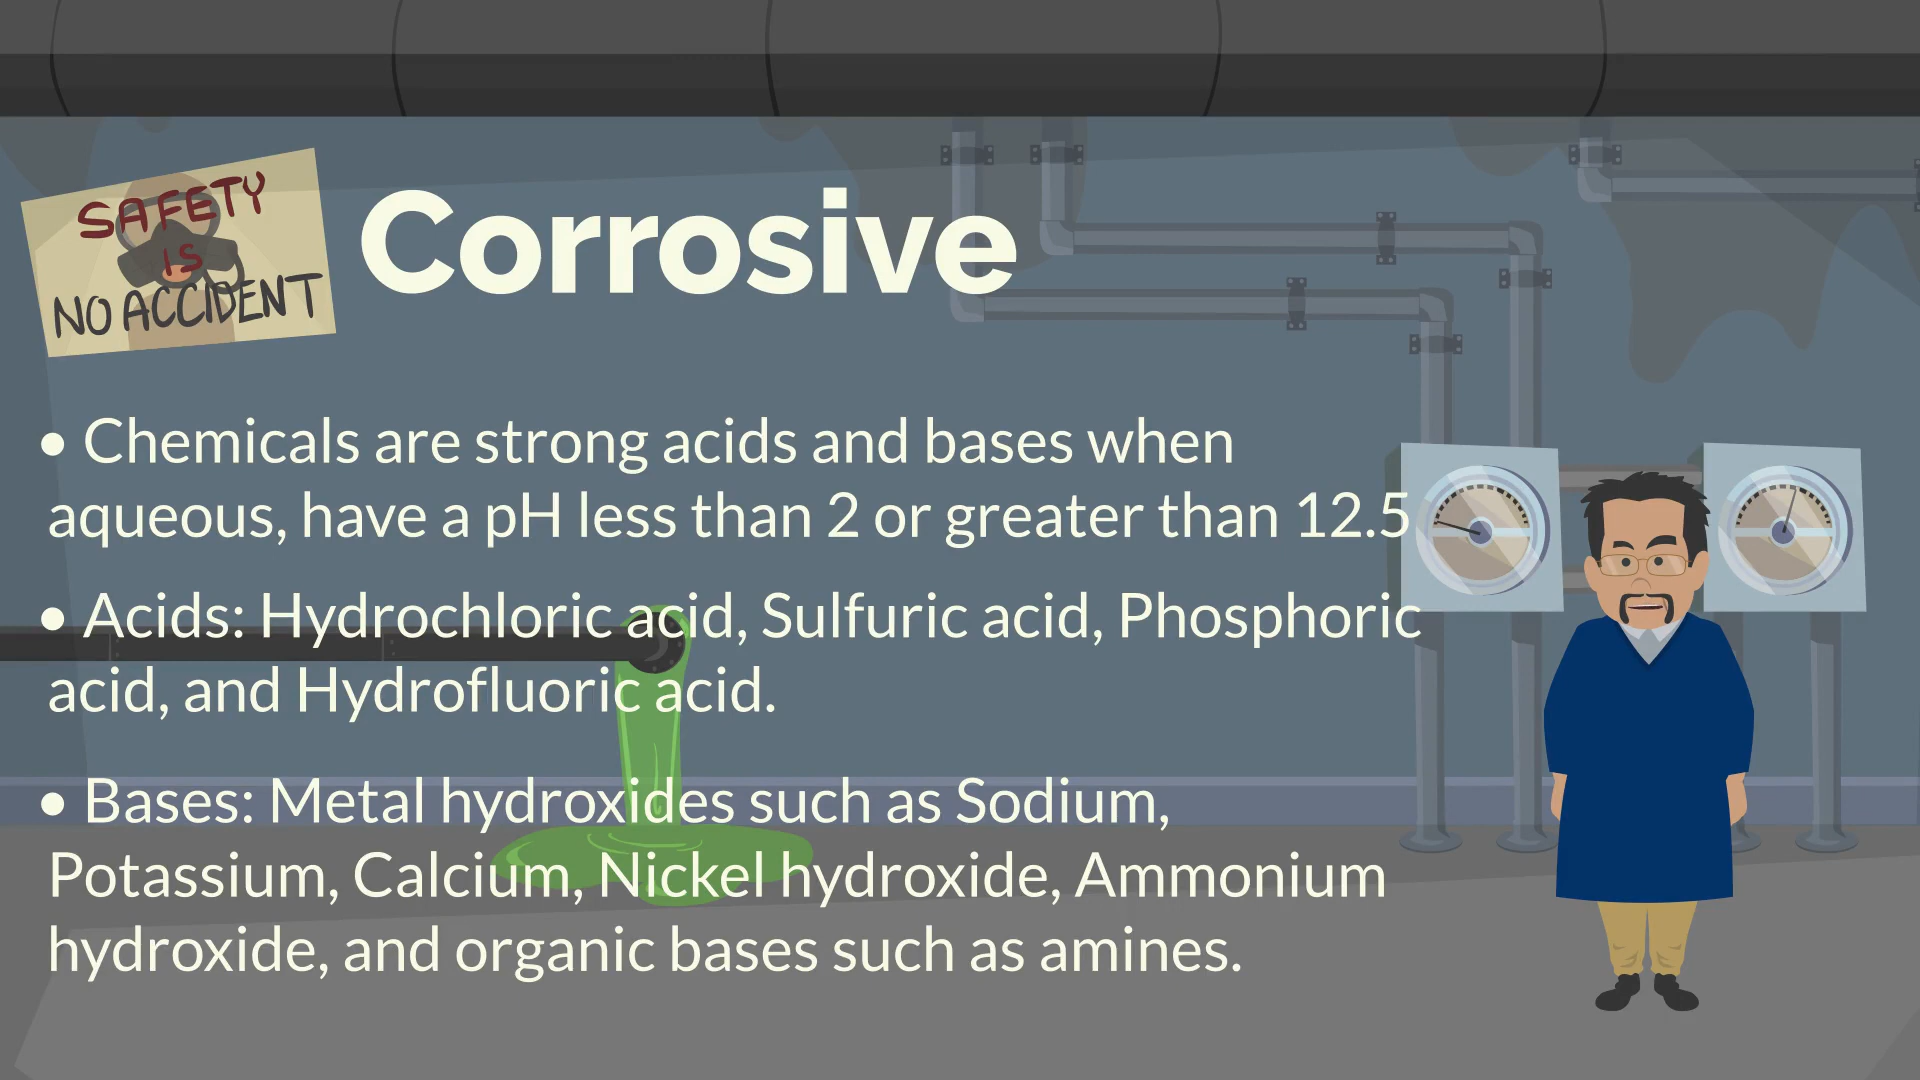 SAFETY
IS
NO ACCIDENT
Corrosive
• Chemicals are strong acids and bases when
aqueous, have a pH less than 2 or greater than 12.5
• Acids: Hydrochloric acid, Sulfuric acid, Phosphoric
acid, and Hydrofluoric acid.
• Bases: Metal hydroxides such as Sodium,
Potassium, Calcium, Nickel hydroxide, Ammonium
hydroxide, and organic bases such as amines.